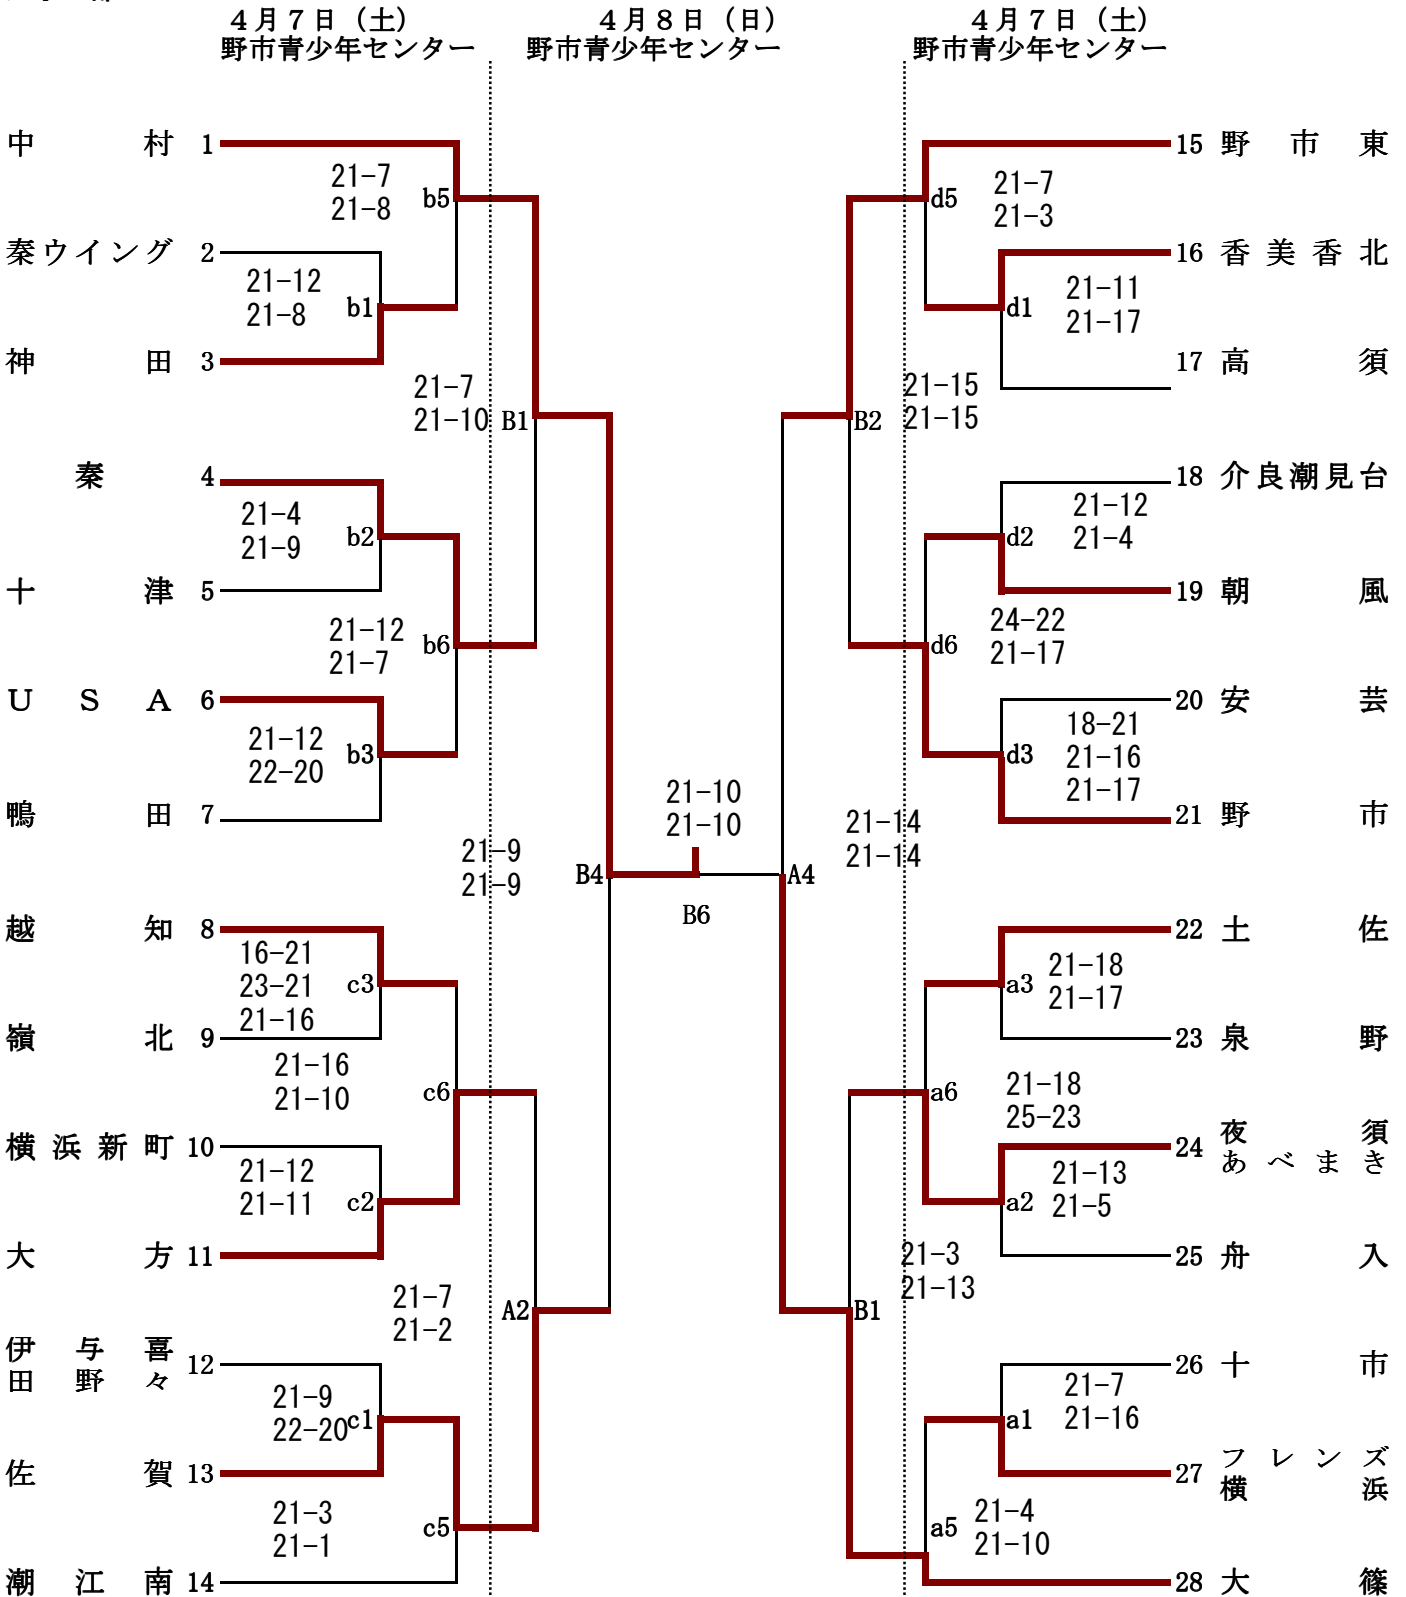 4月7日（土）
野市青少年センター
4月8日（日）
野市青少年センター
4月7日（土）
野市青少年センター
中村 1
21-7
21-8
b5
秦ウイング 2
21-12
21-8
b1
神田 3
21-7
21-10
B1
秦 4
21-4
21-9
b2
十津 5
21-12
21-7
b6
USA 6
21-12
22-20
b3
鴨田 7
21-9
21-9
B4
越知 8
16-21
23-21
21-16
c3
嶺北 9
21-16
21-10
c6
横浜新町 10
21-12
21-11
c2
大方 11
21-7
21-2
A2
伊与喜
田野々
12
21-9
22-20
c1
佐賀 13
21-3
21-1
c5
潮江南 14
21-10
21-10
B6
15 野市東
d5
21-7
21-3
16 香美香北
d1
21-11
21-17
17 高須
B2
21-15
21-15
18 介良潮見台
d2
21-12
21-4
19 朝風
d6
24-22
21-17
20 安芸
d3
18-21
21-16
21-17
21 野市
A4
21-14
21-14
22 土佐
a3
21-18
21-17
23 泉野
a6
21-18
25-23
24
夜須
あべまき
a2
21-13
21-5
25 舟入
B1
21-3
21-13
26 十市
a1
21-7
21-16
27
フレンズ
横浜
a5
21-4
21-10
28 大篠